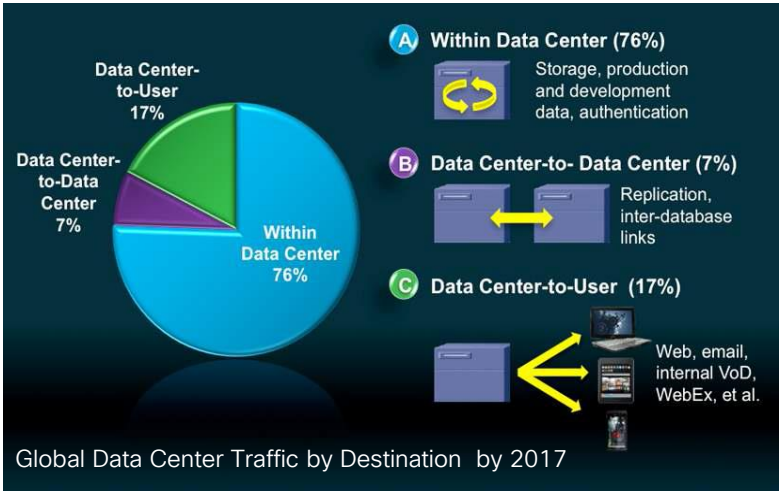 Data Center-
to-User
17%
Data Center-
to-Data
Center
7%
Within
Data Center
76%
A Within Data Center (76%)
Storage, production
and development
data, authentication
B Data Center-to- Data Center (7%)
Replication,
inter-database
links
C Data Center-to-User (17%)
Web, email,
internal VoD,
WebEx, et al.
Global Data Center Traffic by Destination by 2017